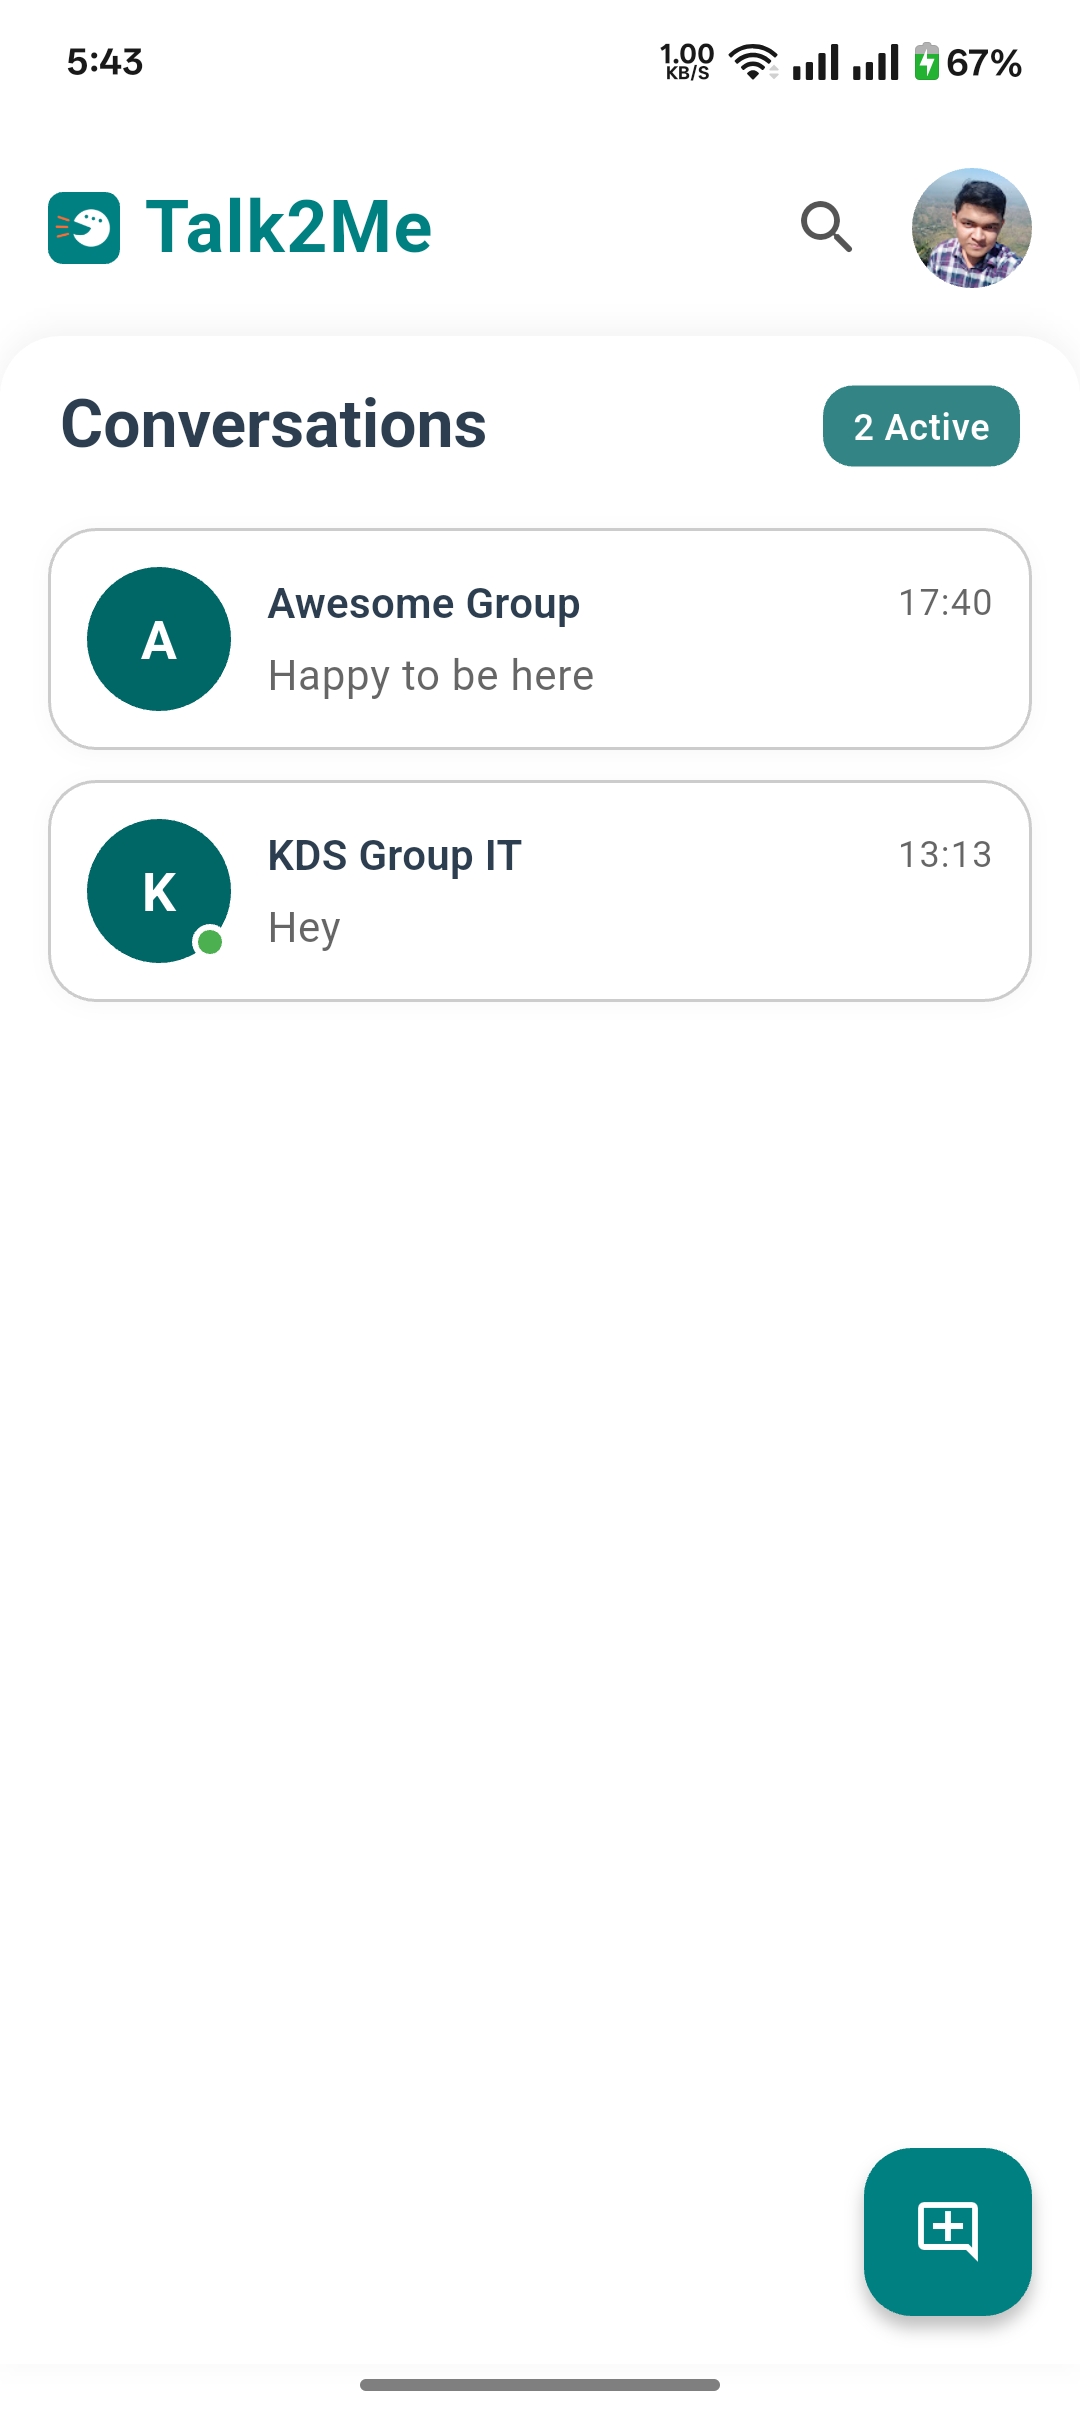 5:43
1.00
KB/S
67%
Talk2Me
Conversations
2 Active
A
Awesome Group
17:40
Happy to be here
K
KDS Group IT
13:13
Hey